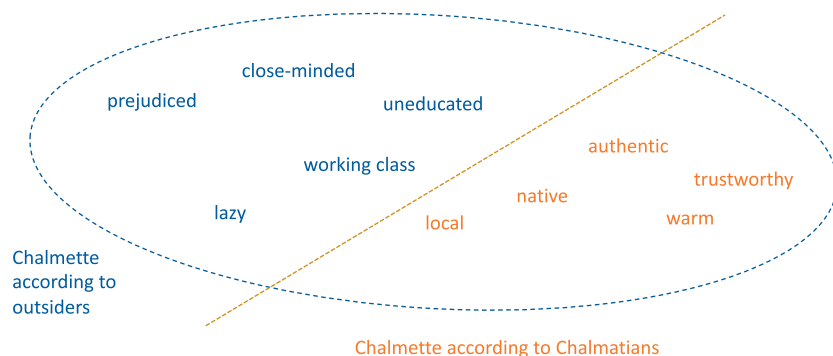 close-minded
prejudiced
uneducated
authentic
working class
trustworthy
native
lazy
local
warm
Chalmette
according to
outsiders
Chalmette according to Chalmatians